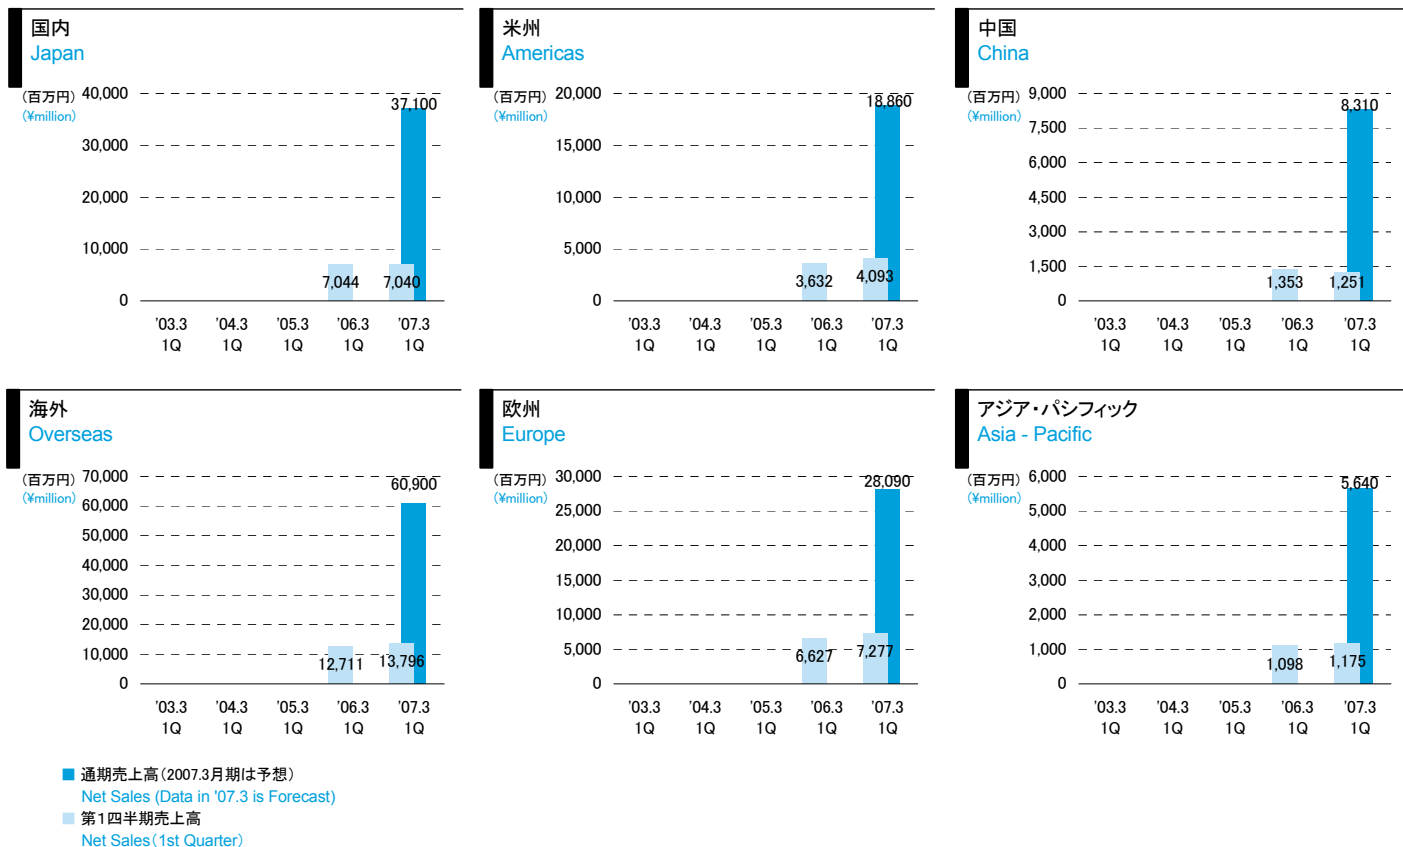 国内
Japan
(百万円)
(¥million)
40,000
30,000
20,000
10,000
0
37,100
7,044
7,040
'03.3 '04.3 '05.3 '06.3 '07.3
1Q 1Q 1Q 1Q 1Q
米州
Americas
(百万円)
(¥million)
20,000
15,000
10,000
5,000
0
18,860
3,632
4,093
'03.3 '04.3 '05.3 '06.3 '07.3
1Q 1Q 1Q 1Q 1Q
中国
China
(百万円)
(¥million)
9,000
7,500
6,000
4,500
3,000
1,500
0
8,310
1,353
1,251
'03.3 '04.3 '05.3 '06.3 '07.3
1Q 1Q 1Q 1Q 1Q
海外
Overseas
(百万円)
(¥million)
70,000
60,000
50,000
40,000
30,000
20,000
10,000
0
60,900
12,711
13,796
'03.3 '04.3 '05.3 '06.3 '07.3
1Q 1Q 1Q 1Q 1Q
欧州
Europe
(百万円)
(¥million)
30,000
25,000
20,000
15,000
10,000
5,000
0
28,090
6,627
7,277
'03.3 '04.3 '05.3 '06.3 '07.3
1Q 1Q 1Q 1Q 1Q
アジア・パシフィック
Asia - Pacific
(百万円)
(¥million)
6,000
5,000
4,000
3,000
2,000
1,000
0
5,640
1,098
1,175
'03.3 '04.3 '05.3 '06.3 '07.3
1Q 1Q 1Q 1Q 1Q
通期売上高(2007.3月期は予想)
Net Sales (Data in '07.3 is Forecast)
第1四半期売上高
Net Sales(1st Quarter)